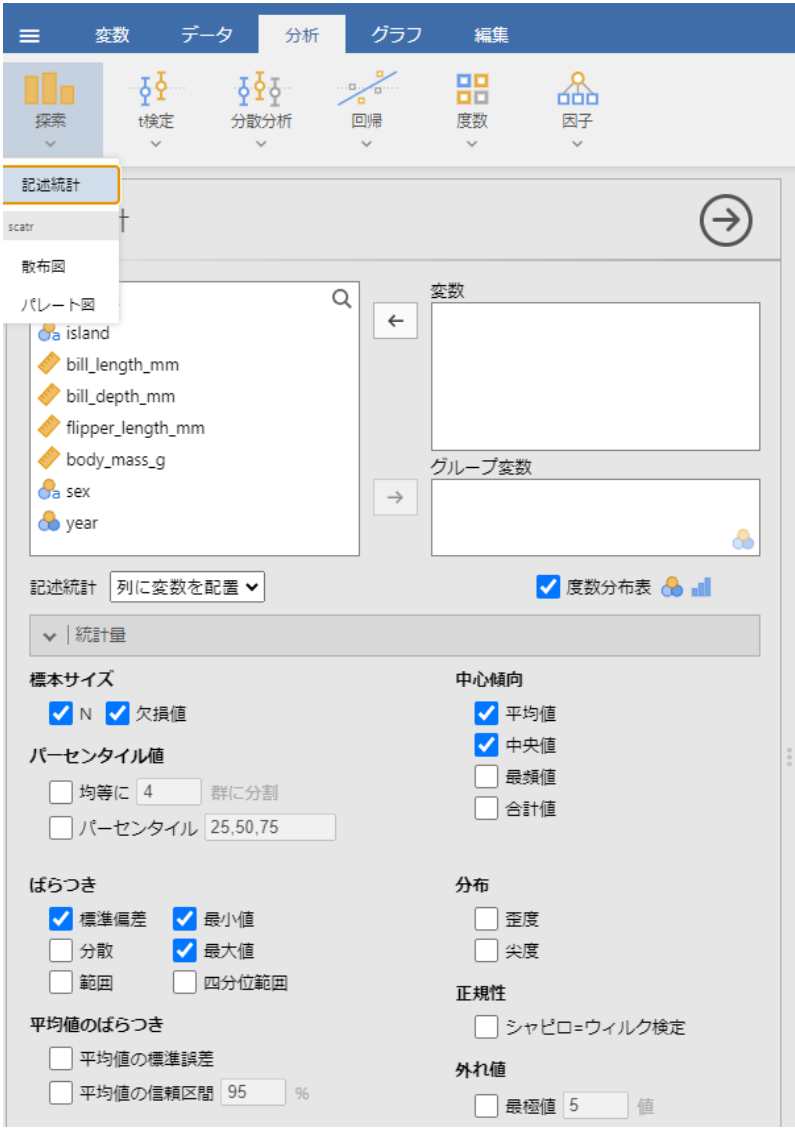 変数 データ 分析 グラフ 編集
探索 t検定 分散分析 回帰 度数 因子
記述統計
scatr
散布図
パレート図
変数
island
bill_length_mm
bill_depth_mm
flipper_length_mm
body_mass_g
グループ変数
sex
year
記述統計 列に変数を配置 度数分布表
統計量
標本サイズ 中心傾向
N 欠損値 平均値
中央値
パーセンタイル値
最頻値
均等に 4 群に分割
合計値
パーセンタイル 25,50,75
ばらつき 分布
標準偏差 最小値 歪度
分散 最大値 尖度
範囲 四分位範囲
正規性
平均値のばらつき
シャピロ=ウィルク検定
平均値の標準誤差
外れ値
平均値の信頼区間 95 %
最極値 5 値